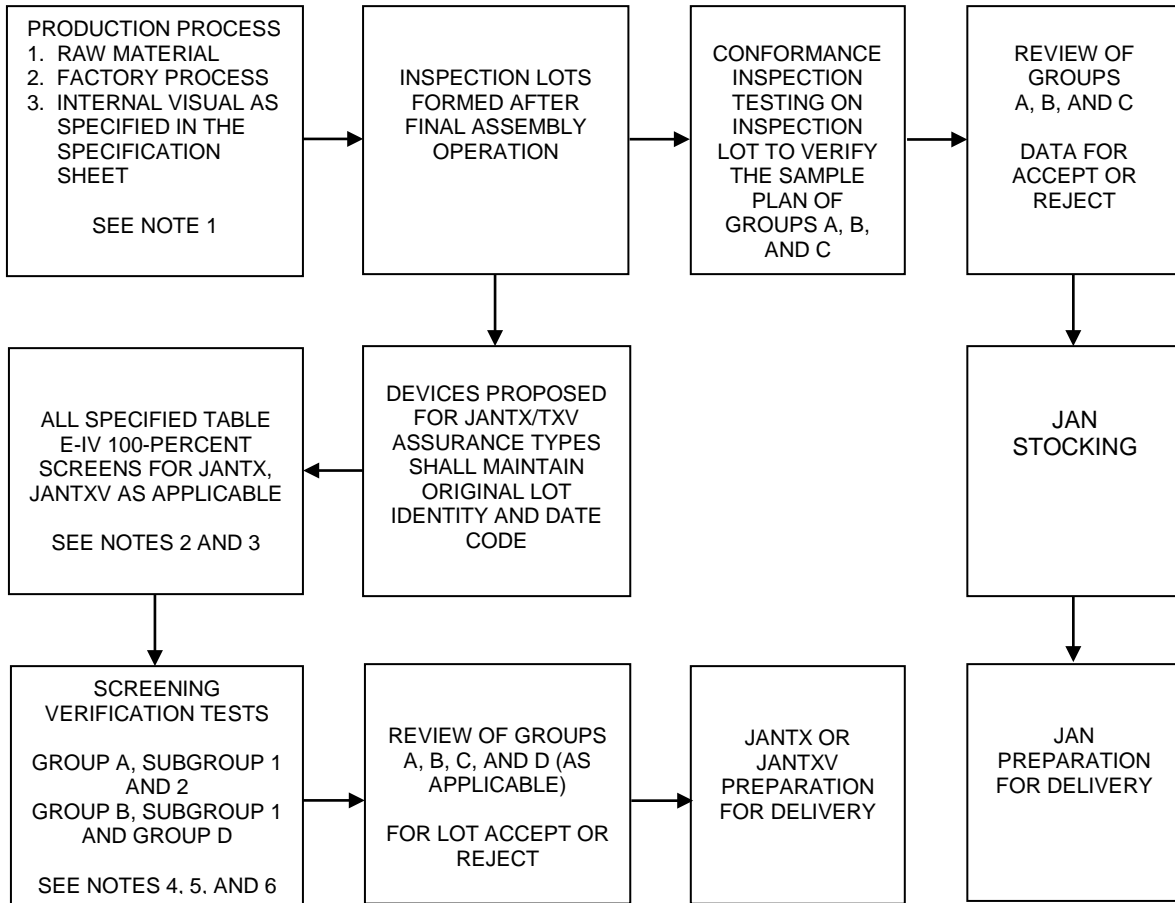 PRODUCTION PROCESS
1. RAW MATERIAL
2. FACTORY PROCESS
3. INTERNAL VISUAL AS
SPECIFIED IN THE
SPECIFICATION
SHEET
SEE NOTE 1
INSPECTION LOTS
FORMED AFTER
FINAL ASSEMBLY
OPERATION
CONFORMANCE
INSPECTION
TESTING ON
INSPECTION
LOT TO VERIFY
THE SAMPLE
PLAN OF
GROUPS A, B,
AND C
REVIEW OF
GROUPS
A, B, AND C
DATA FOR
ACCEPT OR
REJECT
ALL SPECIFIED TABLE
E-IV 100-PERCENT
SCREENS FOR JANTX,
JANTXV AS APPLICABLE
SEE NOTES 2 AND 3
DEVICES PROPOSED
FOR JANTX/TXV
ASSURANCE TYPES
SHALL MAINTAIN
ORIGINAL LOT
IDENTITY AND DATE
CODE
JAN
STOCKING
SCREENING
VERIFICATION TESTS
GROUP A, SUBGROUP 1
AND 2
GROUP B, SUBGROUP 1
AND GROUP D
SEE NOTES 4, 5, AND 6
REVIEW OF GROUPS
A, B, C, AND D (AS
APPLICABLE)
FOR LOT ACCEPT OR
REJECT
JANTX OR
JANTXV
PREPARATION
FOR DELIVERY
JAN
PREPARATION
FOR DELIVERY